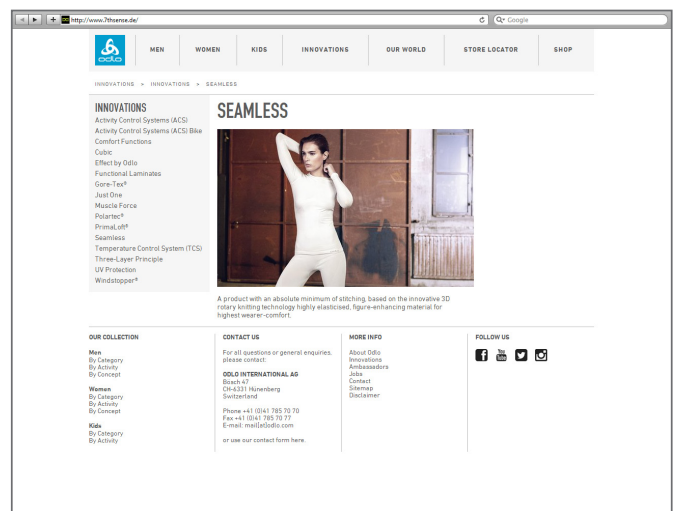 http://www.7thsense.de/
Google
odlo
MEN
WOMEN
KIDS
INNOVATIONS
OUR WORLD
STORE LOCATOR
SHOP
INNOVATIONS > INNOVATIONS > SEAMLESS
INNOVATIONS
Activity Control Systems (ACS)
Activity Control Systems (ACS) Bike
Comfort Functions
Cubic
Effect by Odlo
Functional Laminates
Gore-Tex®
Just One
Muscle Force
Polartec®
PrimaLoft®
Seamless
Temperature Control System (TCS)
Three-Layer Principle
UV Protection
Windstopper®
SEAMLESS
A product with an absolute minimum of stitching, based on the innovative 3D
rotary knitting technology highly elasticised, figure-enhancing material for
highest wearer-comfort.
OUR COLLECTION
Men
By Category
By Activity
By Concept
Women
By Category
By Activity
By Concept
Kids
By Category
By Activity
CONTACT US
For all questions or general enquiries,
please contact:
ODLO INTERNATIONAL AG
Bösch 47
CH-6331 Hünenberg
Switzerland
Phone +41 (0)41 785 70 70
Fax +41 (0)41 785 70 77
E-mail: mail[at]odlo.com
or use our contact form here.
MORE INFO
About Odlo
Innovations
Ambassadors
Jobs
Contact
Sitemap
Disclaimer
FOLLOW US
You
Tube